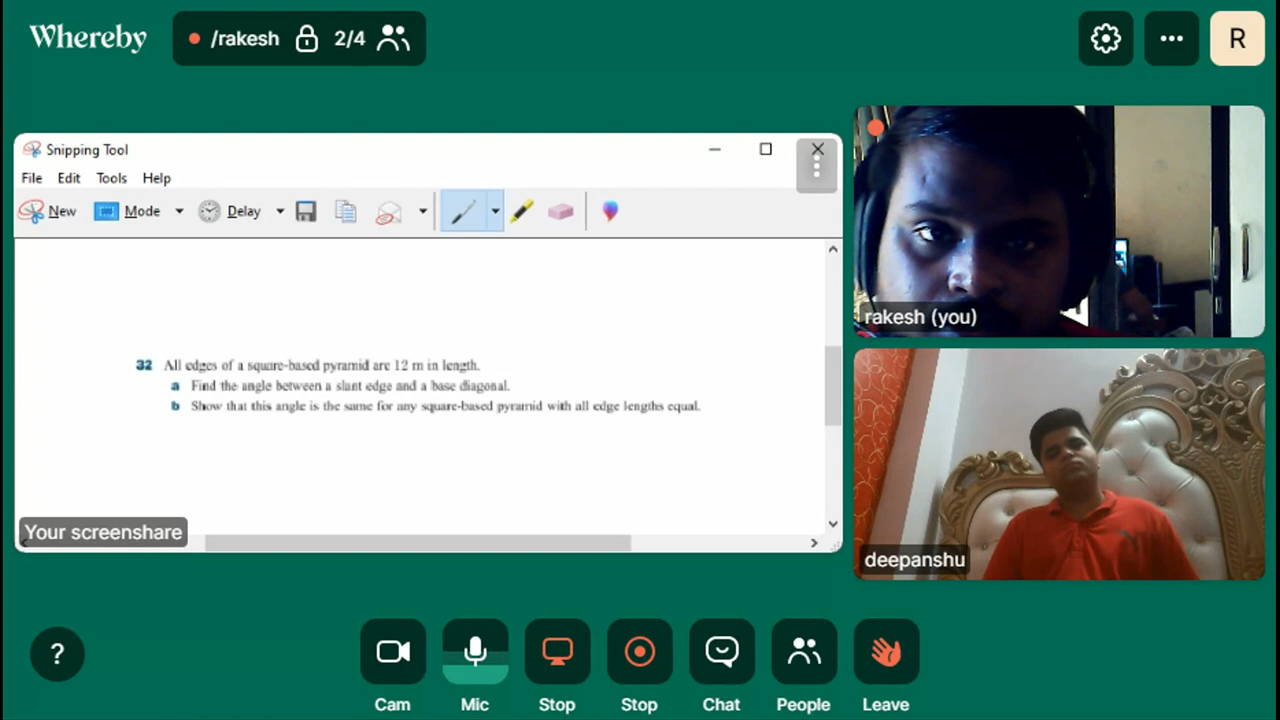 Whereby
/rakesh
2/4
R
Snipping Tool
File Edit Tools Help
New Mode Delay
32 All edges of a square-based pyramid are 12 m in length.
a Find the angle between a slant edge and a base diagonal.
b Show that this angle is the same for any square-based pyramid with all edge lengths equal.
Your screenshare
rakesh (you)
deepanshu
?
Cam
Mic
Stop
Stop
Chat
People
Leave